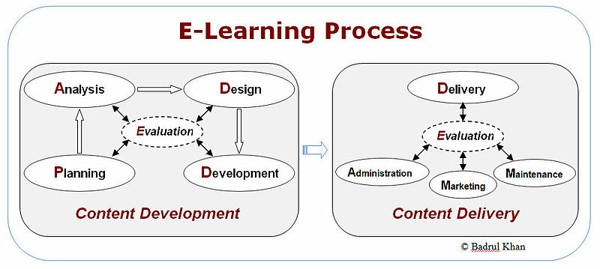 E-Learning Process
Analysis
Design
Evaluation
Planning
Development
Content Development
Delivery
Evaluation
Administration
Marketing
Maintenance
Content Delivery
© Badrul Khan